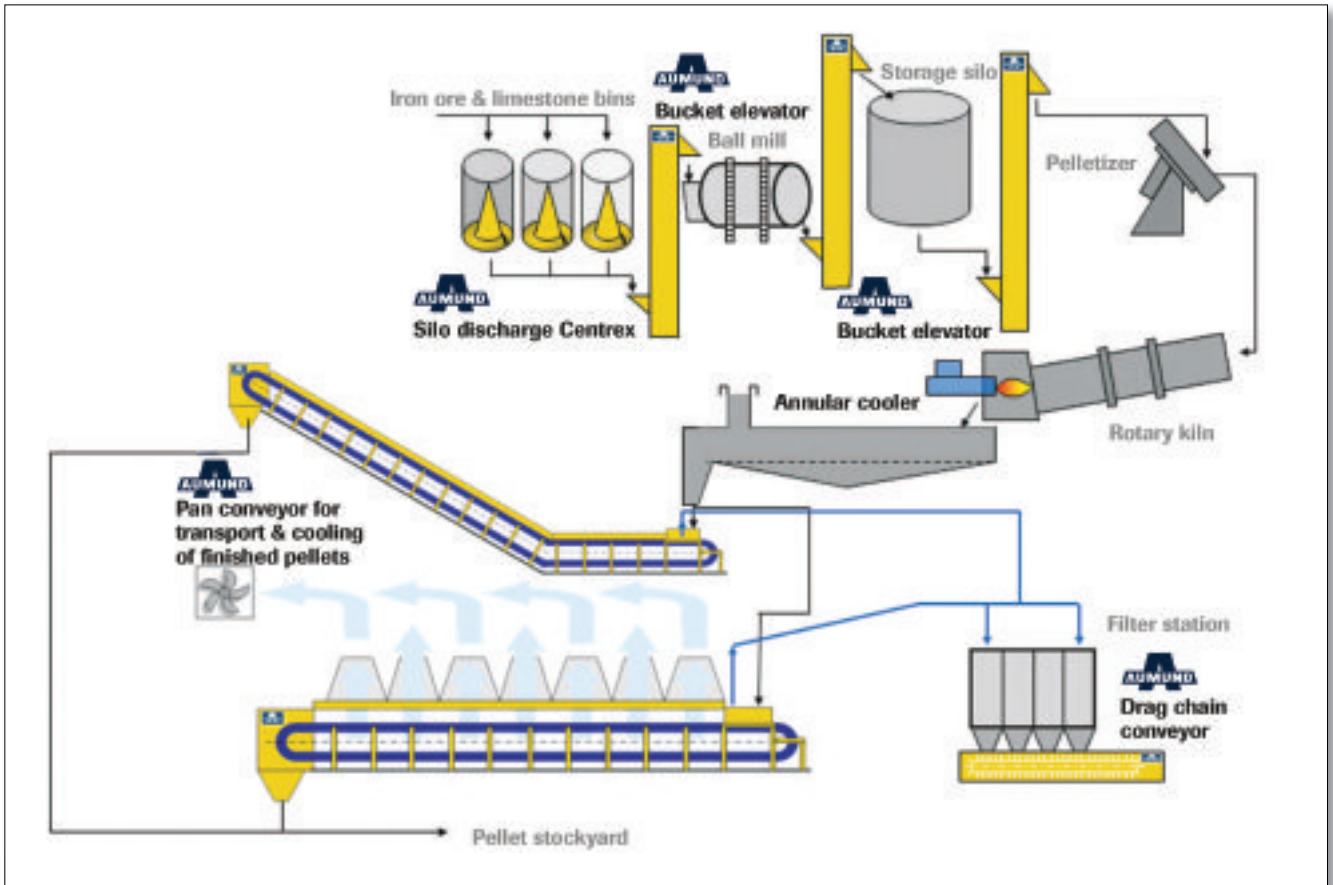 Iron ore & limestone bins
AUMUND
Bucket elevator
Ball mill
Storage silo
Pelletizer
AUMUND
Silo discharge Centrex
AUMUND
Bucket elevator
Annular cooler
Rotary kiln
AUMUND
Pan conveyor for
transport & cooling
of finished pellets
Filter station
AUMUND
Drag chain
conveyor
Pellet stockyard